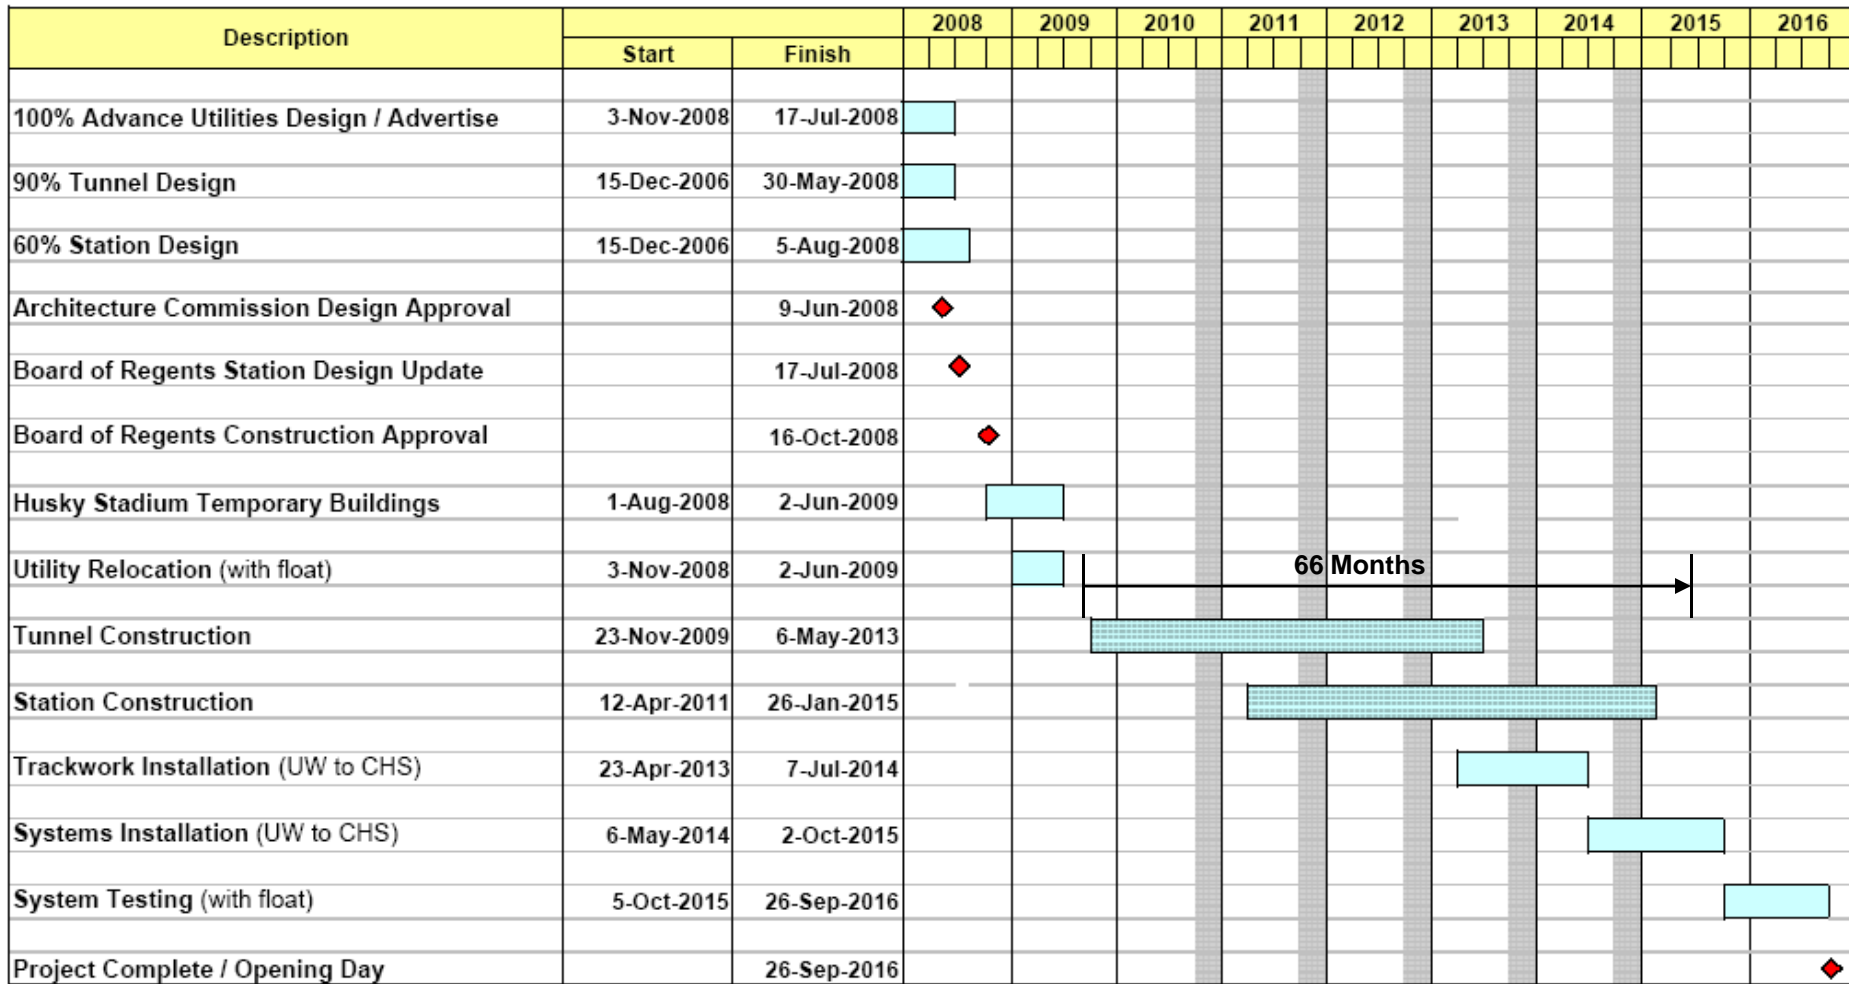 Description 2008 2009 2010 2011 2012 2013 2014 2015 2016
Start Finish
100% Advance Utilities Design / Advertise 3-Nov-2008 17-Jul-2008
90% Tunnel Design 15-Dec-2006 30-May-2008
60% Station Design 15-Dec-2006 5-Aug-2008
Architecture Commission Design Approval 9-Jun-2008
Board of Regents Station Design Update 17-Jul-2008
Board of Regents Construction Approval 16-Oct-2008
Husky Stadium Temporary Buildings 1-Aug-2008 2-Jun-2009
Utility Relocation (with float) 3-Nov-2008 2-Jun-2009 66 Months
Tunnel Construction 23-Nov-2009 6-May-2013
Station Construction 12-Apr-2011 26-Jan-2015
Trackwork Installation (UW to CHS) 23-Apr-2013 7-Jul-2014
Systems Installation (UW to CHS) 6-May-2014 2-Oct-2015
System Testing (with float) 5-Oct-2015 26-Sep-2016
Project Complete / Opening Day 26-Sep-2016